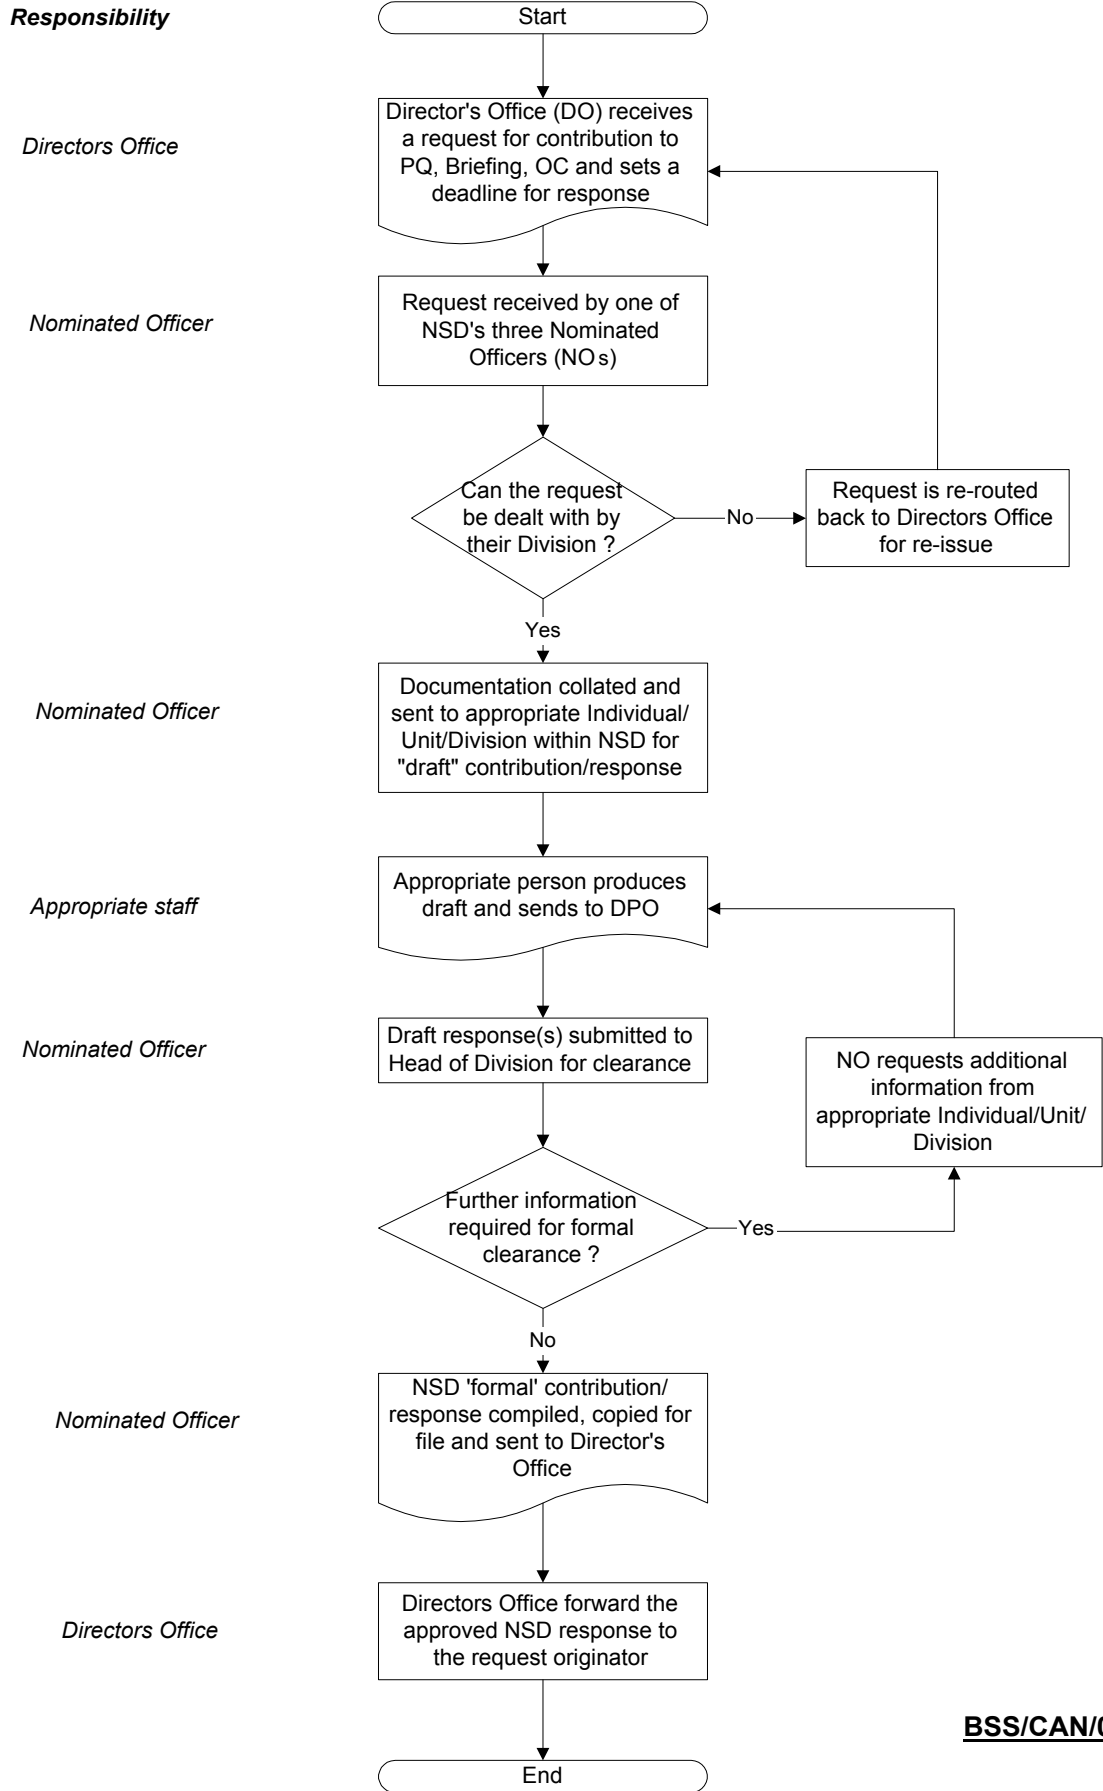 Responsibility
Start
Directors Office
Director's Office (DO) receives
a request for contribution to
PQ, Briefing, OC and sets a
deadline for response
Nominated Officer
Request received by one of
NSD's three Nominated
Officers (NOs)
Can the request
be dealt with by
their Division ?
No
Request is re-routed
back to Directors Office
for re-issue
Yes
Nominated Officer
Documentation collated and
sent to appropriate Individual/
Unit/Division within NSD for
"draft" contribution/response
Appropriate staff
Appropriate person produces
draft and sends to DPO
Nominated Officer
Draft response(s) submitted to
Head of Division for clearance
NO requests additional
information from
appropriate Individual/Unit/
Division
Further information
required for formal
clearance ?
Yes
No
Nominated Officer
NSD 'formal' contribution/
response compiled, copied for
file and sent to Director's
Office
Directors Office
Directors Office forward the
approved NSD response to
the request originator
BSS/CAN/
End